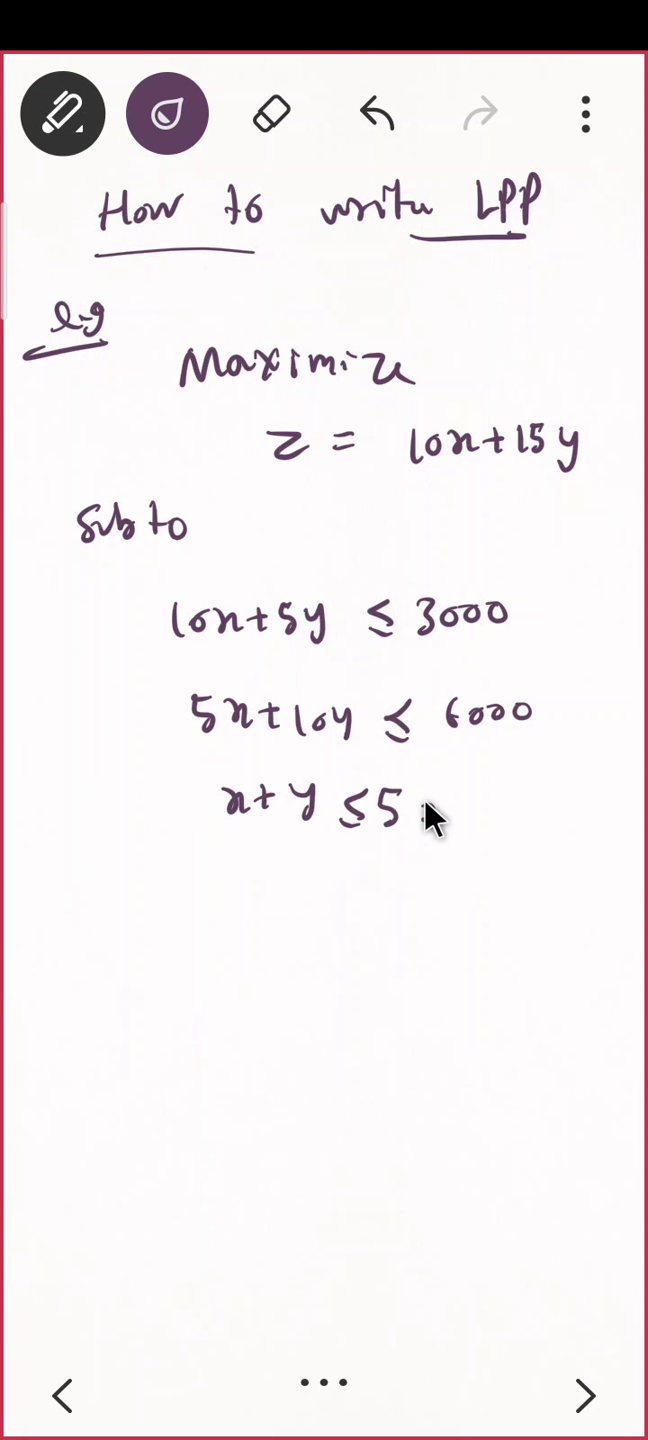 How to write LPP
e.g
Maximize
Z = 10x+15y
Sub to
10x+5y ≤ 3000
5x+10y ≤ 6000
x+y ≤5